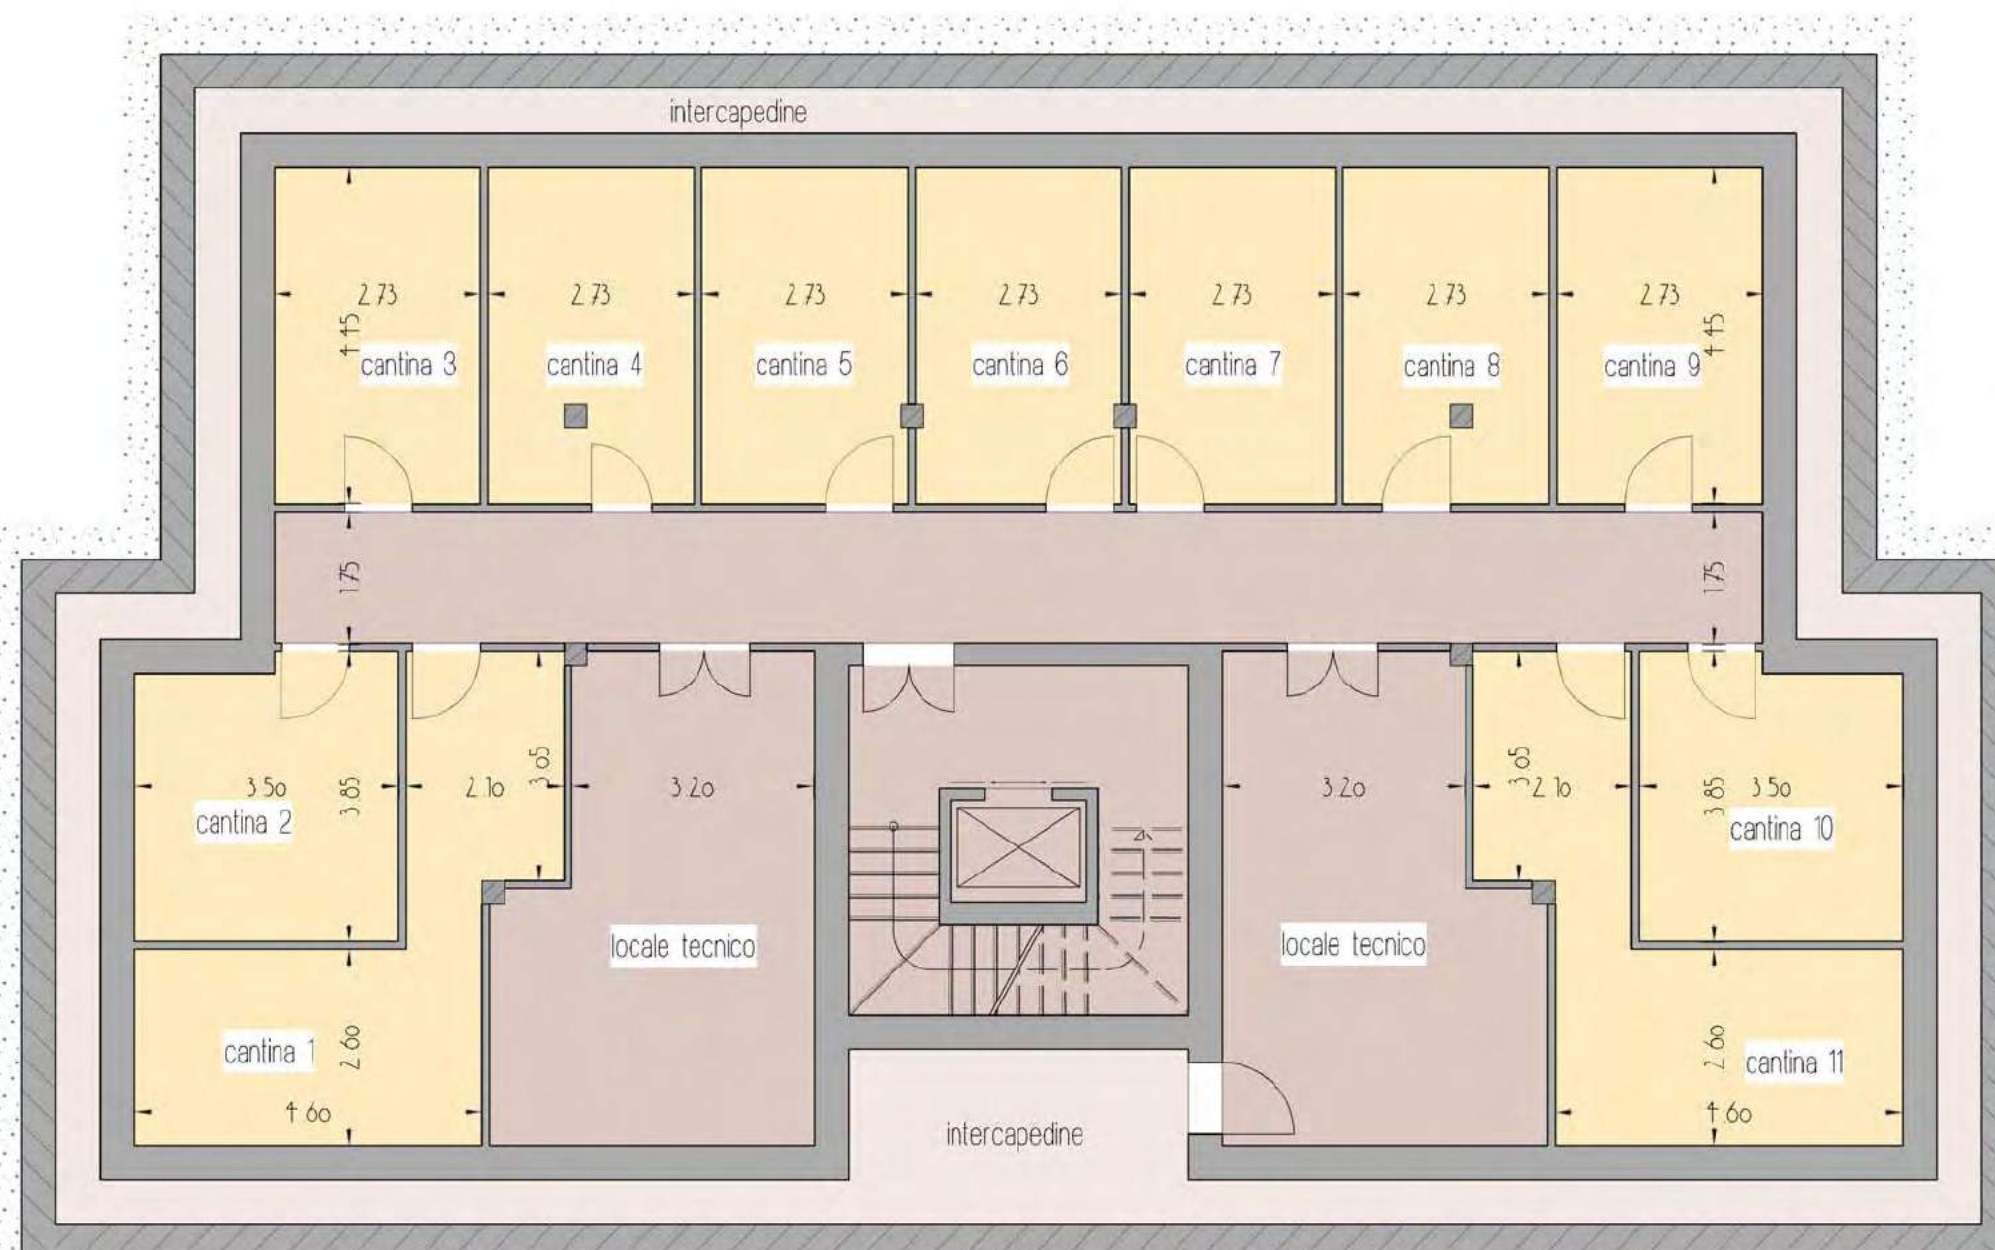 intercapedine
2.73
2.73
2.73
2.73
2.73
2.73
2.73
4.45
4.45
cantina 3
cantina 4
cantina 5
cantina 6
cantina 7
cantina 8
cantina 9
1.75
1.75
3.50
3.85
2.10
3.05
3.20
3.20
3.05
2.10
3.85
3.50
cantina 2
cantina 10
locale tecnico
locale tecnico
cantina 1
2.60
4.60
2.60
cantina 11
4.60
intercapedine